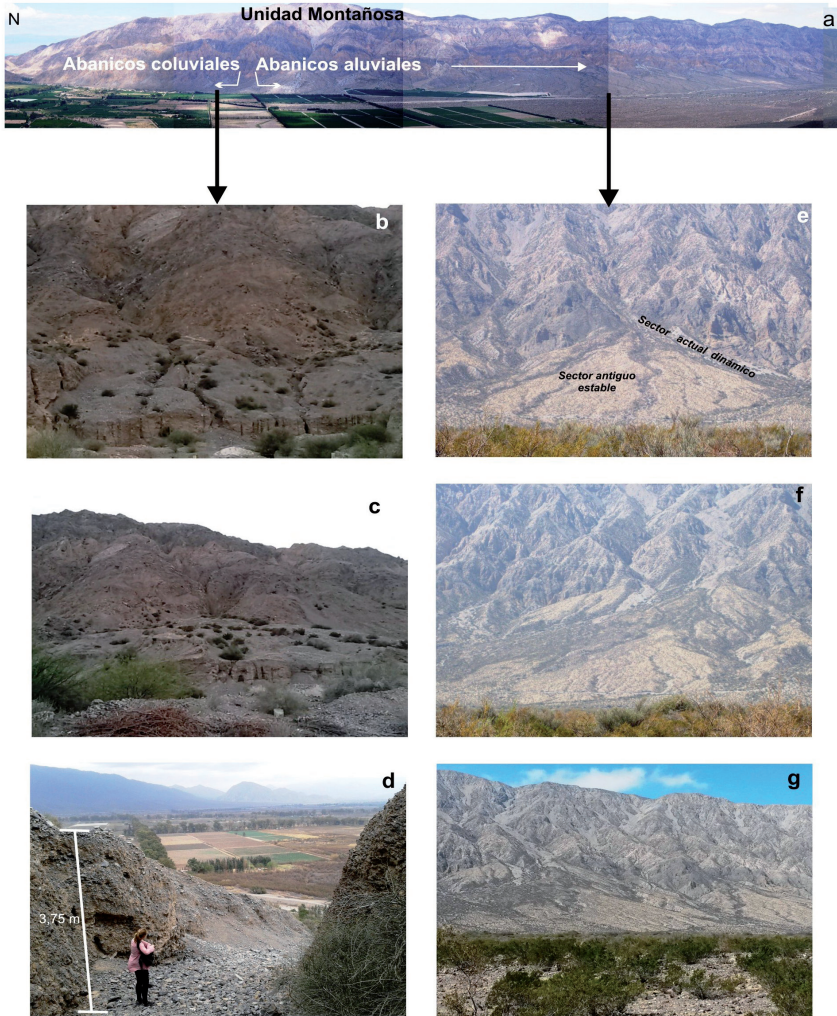 N
Unidad Montañosa
a
Abanicos coluviales
Abanicos aluviales
b
e
Sector actual dinámico
Sector antiguo
estable
c
f
d
3,75 m
g